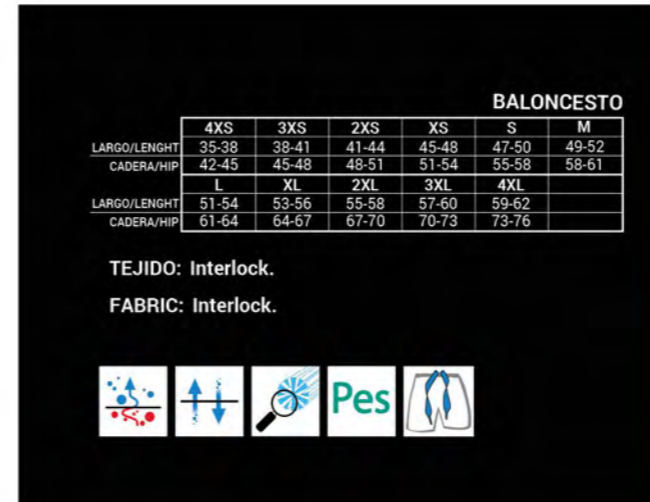 BALONCESTO
4XS 3XS 2XS XS S M
LARGO/LENGHT 35-38 38-41 41-44 45-48 47-50 49-52
CADERA/HIP 42-45 45-48 48-51 51-54 55-58 58-61
L XL 2XL 3XL 4XL
LARGO/LENGHT 51-54 53-56 55-58 57-60 59-62
CADERA/HIP 61-64 64-67 67-70 70-73 73-76
TEJIDO: Interlock.
FABRIC: Interlock.
Pes